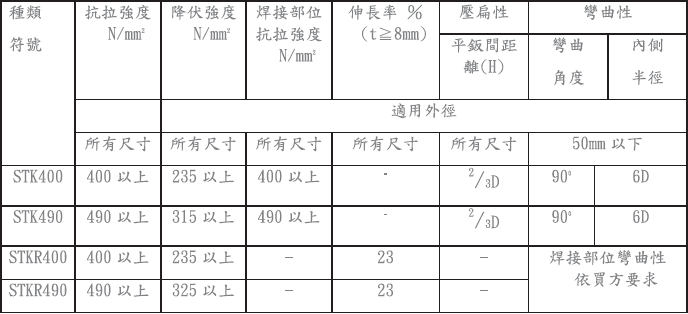 種類 抗拉強度 降伏強度 焊接部位 伸長率 % 壓扁性 彎曲性
符號 N/mm² N/mm² 抗拉強度 (t≧8mm) 平鈑間距 彎曲 內側
N/mm² 離(H) 角度 半徑
適用外徑
所有尺寸 所有尺寸 所有尺寸 所有尺寸 所有尺寸 50mm 以下
STK400 400 以上 235 以上 400 以上 - 2/3D 90° 6D
STK490 490 以上 315 以上 490 以上 - 2/3D 90° 6D
STKR400 400 以上 235 以上 － 23 － 焊接部位彎曲性
依買方要求
STKR490 490 以上 325 以上 － 23 －